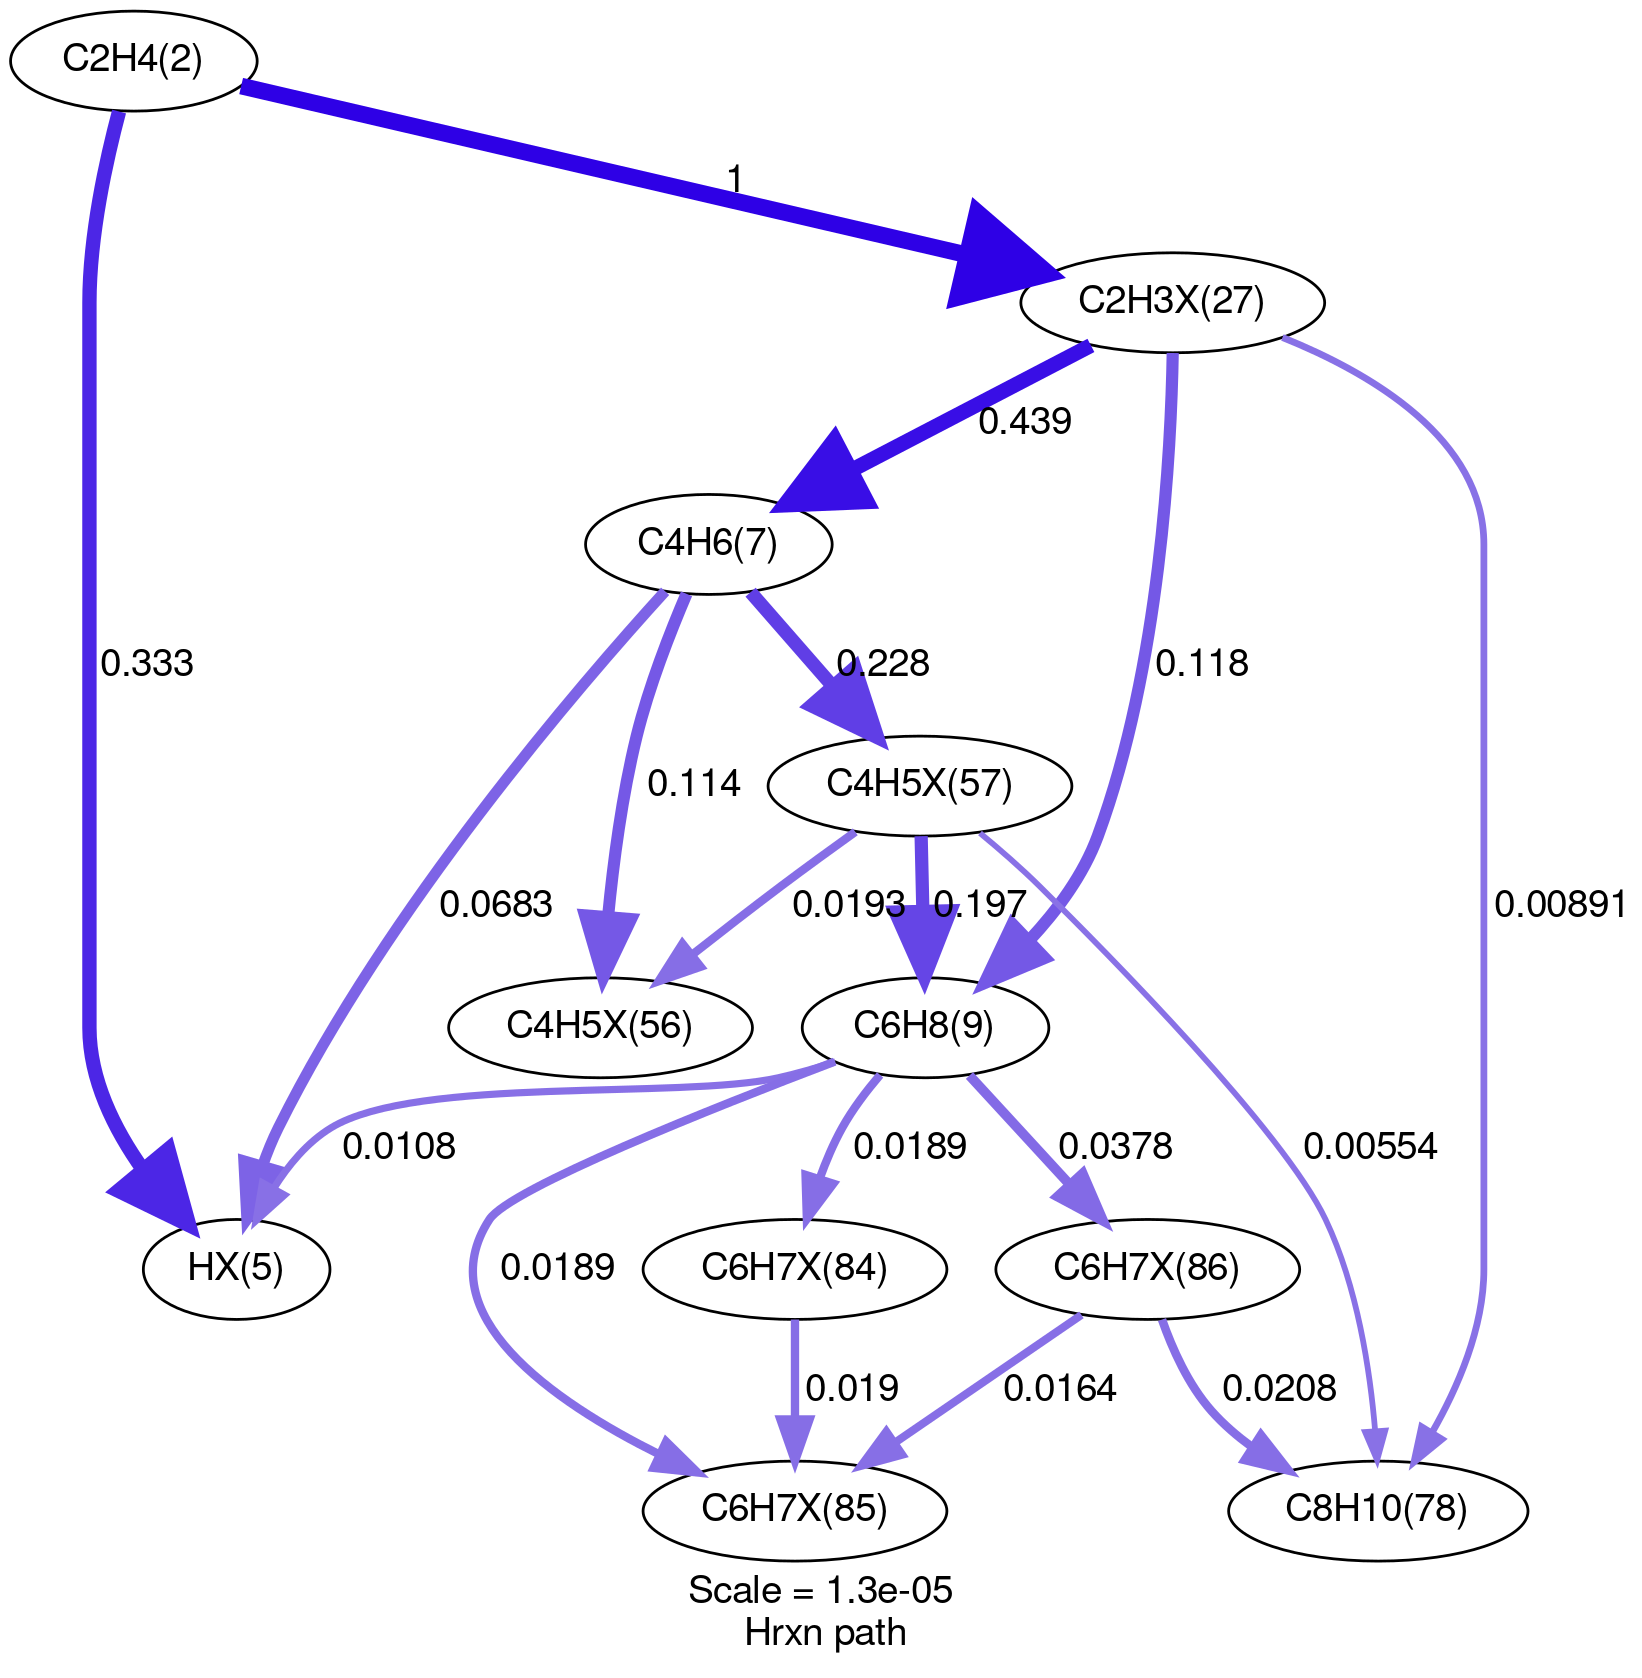 C2H4(2)
1
C2H3X(27)
0.439
C4H6(7)
0.333
0.228
0.118
C4H5X(57)
0.114
0.0683
0.0193
0.197
0.00891
C4H5X(56)
C6H8(9)
0.0108
0.0189
0.0378
0.00554
HX(5)
0.0189
C6H7X(84)
C6H7X(86)
0.019
0.0164
0.0208
C6H7X(85)
C8H10(78)
Scale = 1.3e-05
Hrxn path